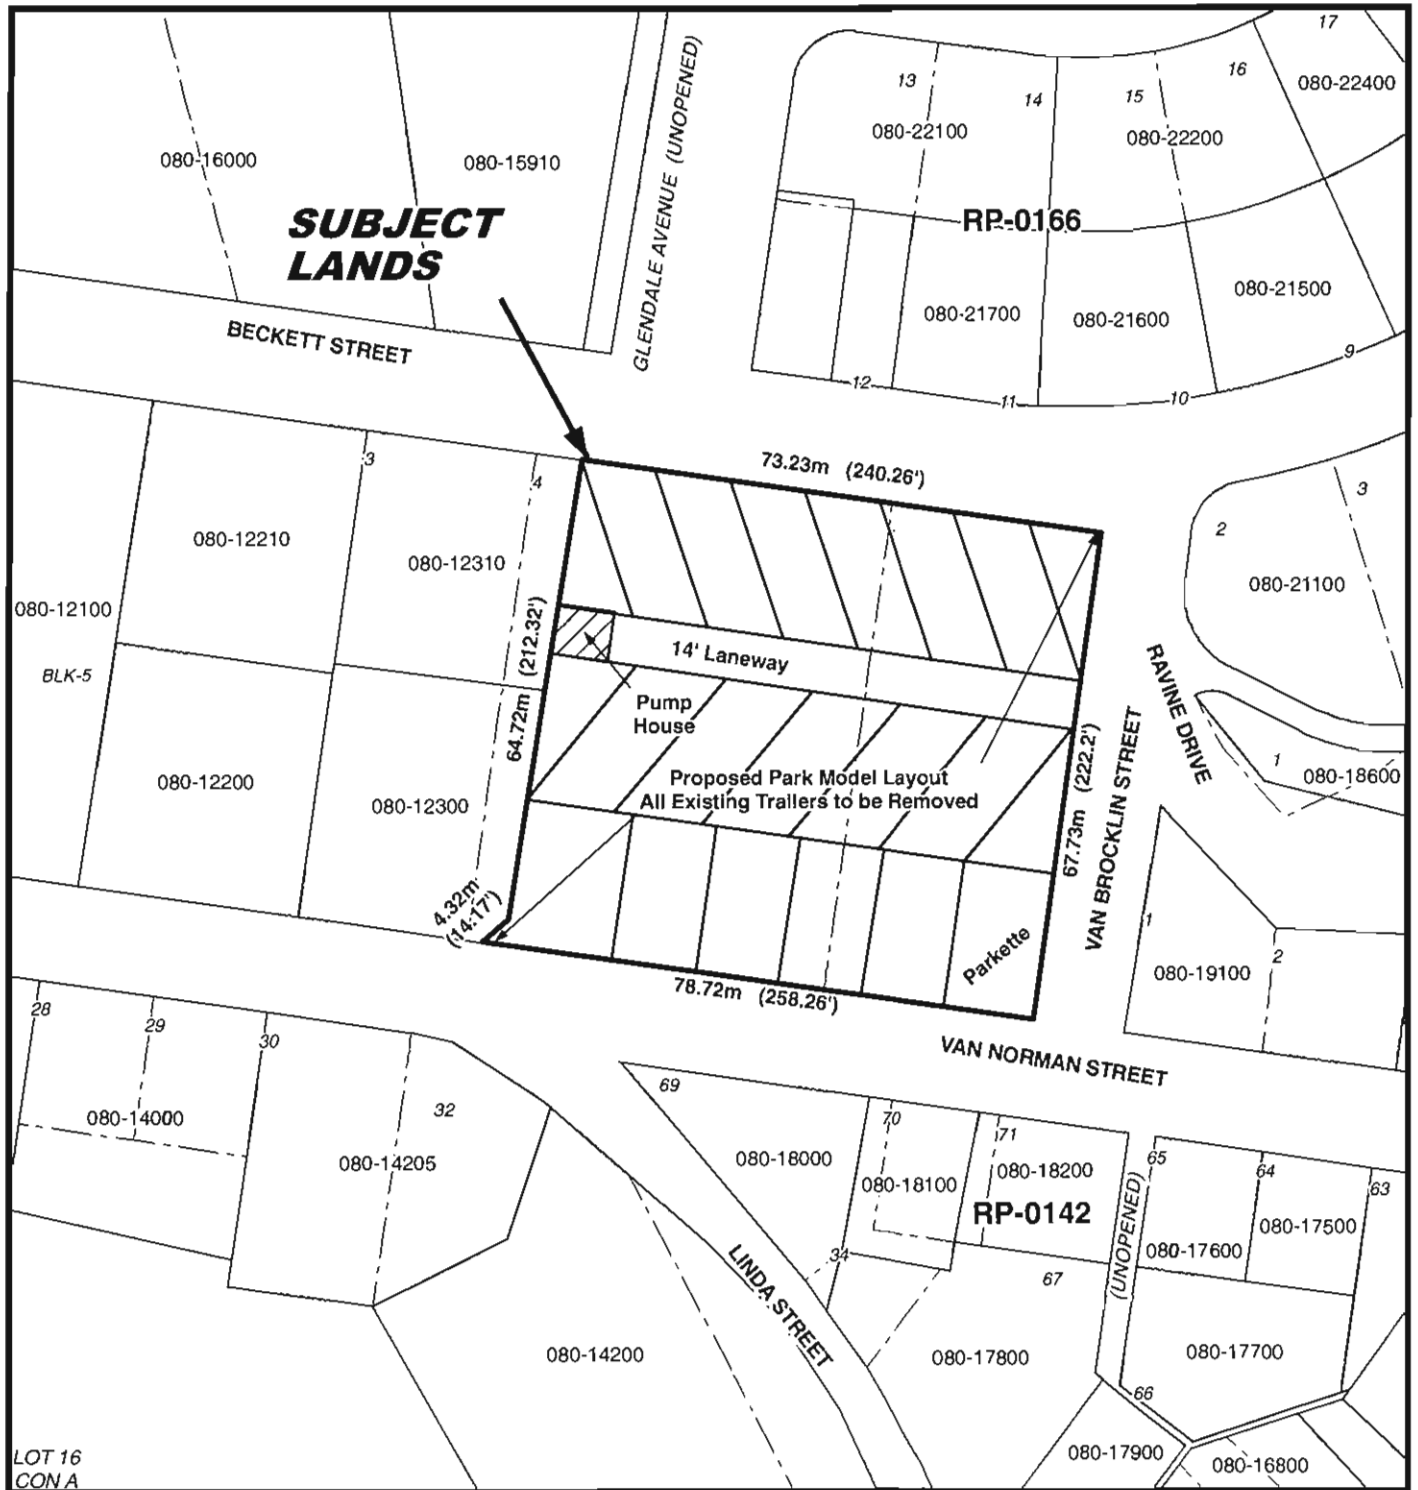 17
16
13
14
15
080-22400
080-22100
080-22200
080-16000
080-15910
GLENDALE AVENUE (UNOPENED)
SUBJECT
LANDS
RP-0166
080-21500
080-21700
080-21600
BECKETT STREET
9
12
11
10
3
4
73.23m (240.26')
3
2
080-12210
080-12310
080-21100
080-12100
BLK-5
14' Laneway
Pump
House
64.72m (212.32')
RAVINE DRIVE
1
080-18600
080-12200
080-12300
Proposed Park Model Layout
All Existing Trailers to be Removed
67.73m (222.2')
VAN BROCKLIN STREET
4.32m
(14.17')
Parkette
1
2
080-19100
78.72m (258.26')
VAN NORMAN STREET
28
29
30
32
080-14000
080-14205
69
70
71
65
64
63
080-18000
080-18100
080-18200
RP-0142
(UNOPENED)
080-17600
080-17500
34
67
LINDA STREET
080-14200
080-17800
080-17700
66
080-17900
080-16800
LOT 16
CON A